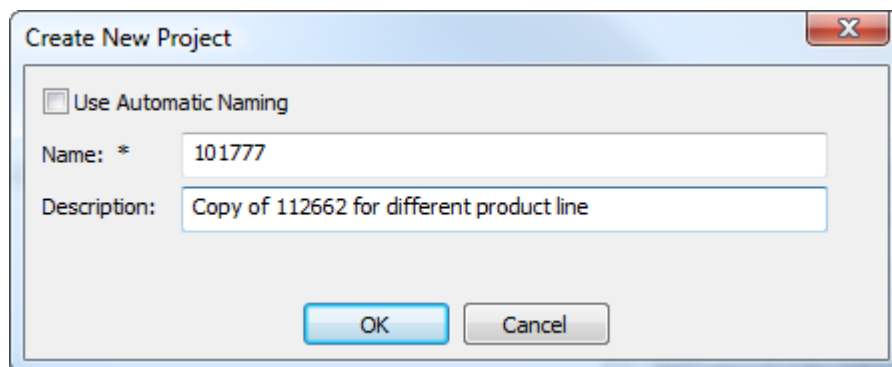 Create New Project
Use Automatic Naming
Name: * 101777
Description: Copy of 112662 for different product line
OK Cancel